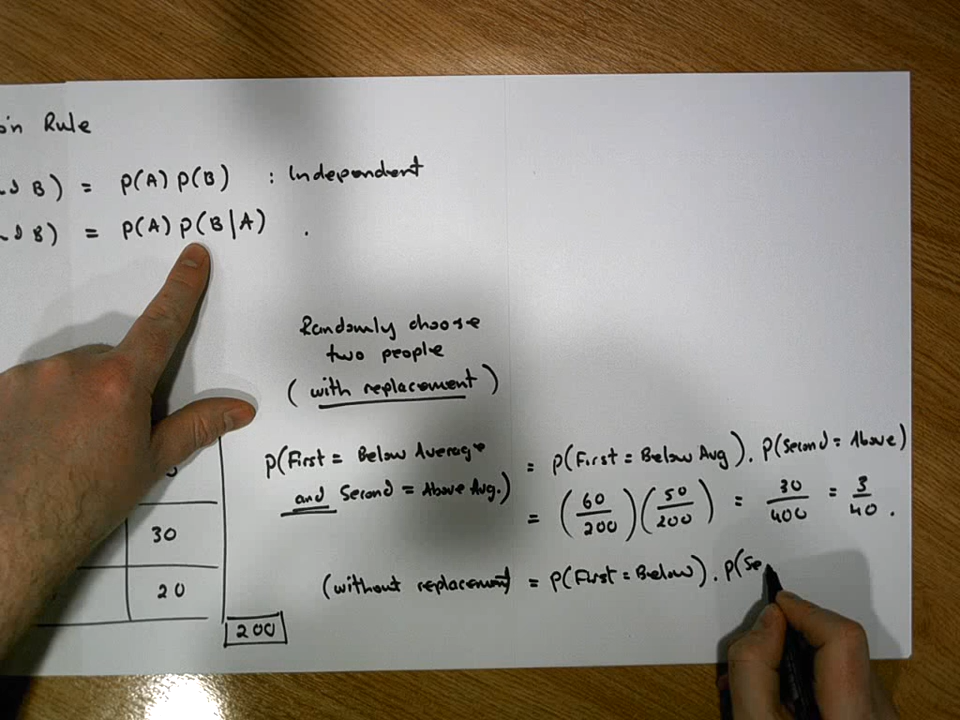 Rule
B) = P(A) P(B) : Independent
B) = P(A) P(B|A) .
Randomly choose
two people
(with replacement)
P(First = Below Average
and Second = Above Avg.)
= P(First = Below Avg). P(Second = Above)
= (60/200)(50/200) = 30/400 = 3/40.
30
(without replacement = P(First = Below). P(Se
20
200